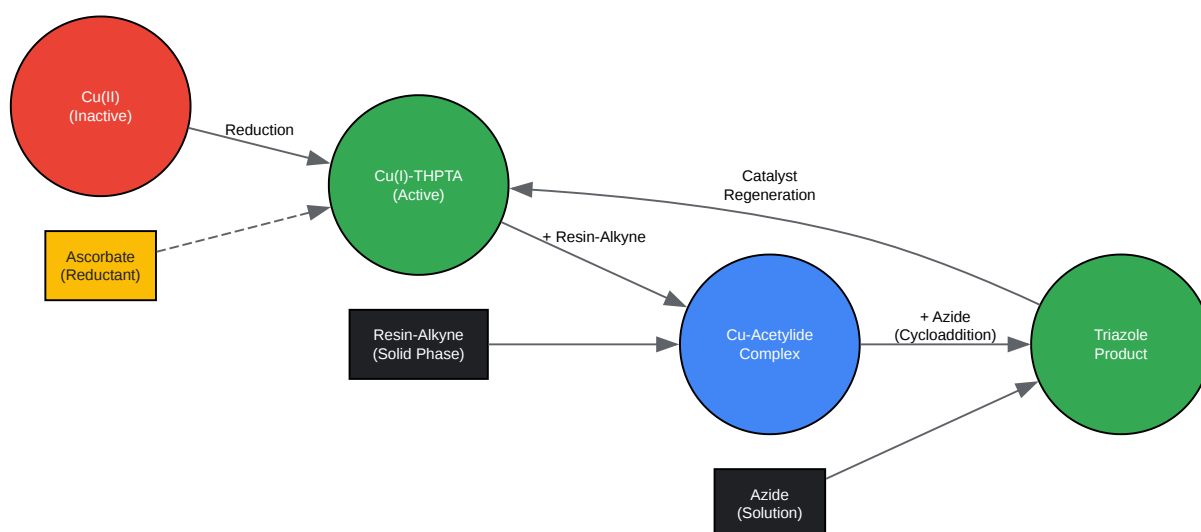 Cu(II)
(Inactive)
Reduction
Cu(I)-THPTA
(Active)
Catalyst
Regeneration
Ascorbate
(Reductant)
+ Resin-Alkyne
Resin-Alkyne
(Solid Phase)
Cu-Acetylide
Complex
+ Azide
(Cycloaddition)
Triazole
Product
Azide
(Solution)